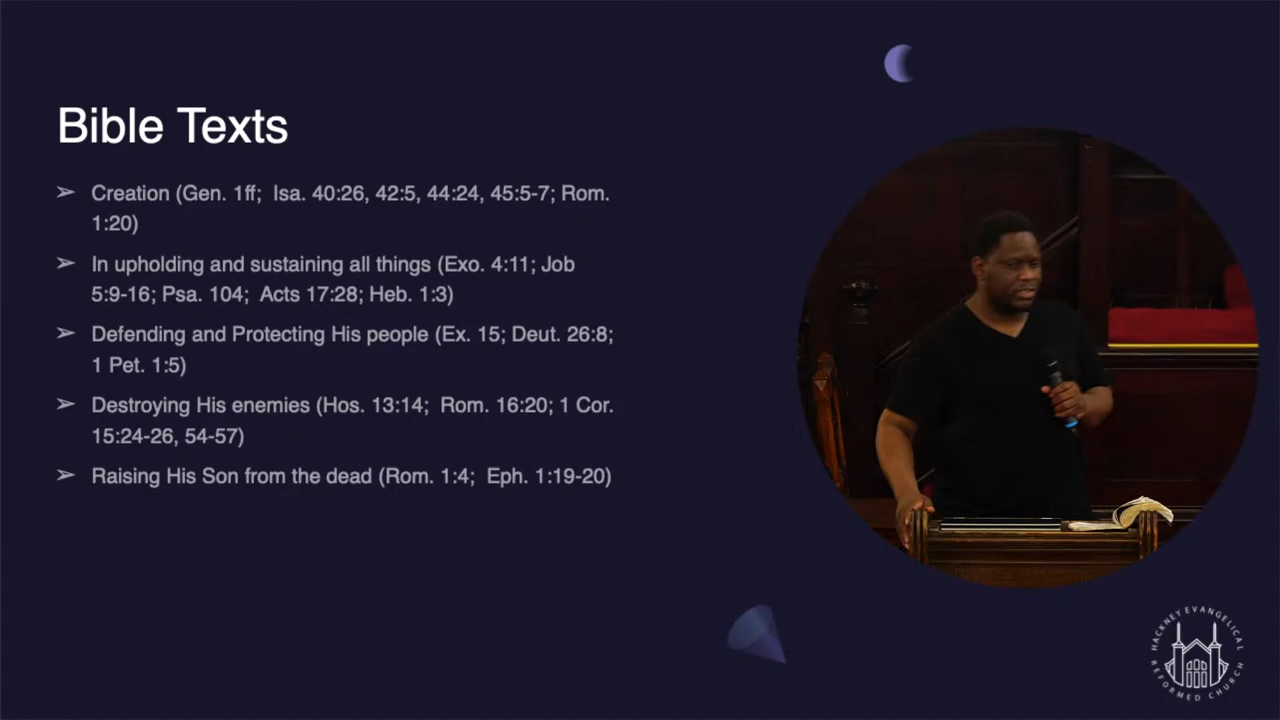 Bible Texts
➢ Creation (Gen. 1ff;  Isa. 40:26, 42:5, 44:24, 45:5-7; Rom.
1:20)
➢ In upholding and sustaining all things (Exo. 4:11; Job
5:9-16; Psa. 104;  Acts 17:28; Heb. 1:3)
➢ Defending and Protecting His people (Ex. 15; Deut. 26:8;
1 Pet. 1:5)
➢ Destroying His enemies (Hos. 13:14;  Rom. 16:20; 1 Cor.
15:24-26, 54-57)
➢ Raising His Son from the dead (Rom. 1:4;  Eph. 1:19-20)
HACKNEY EVANGELICAL
REFORMED CHURCH